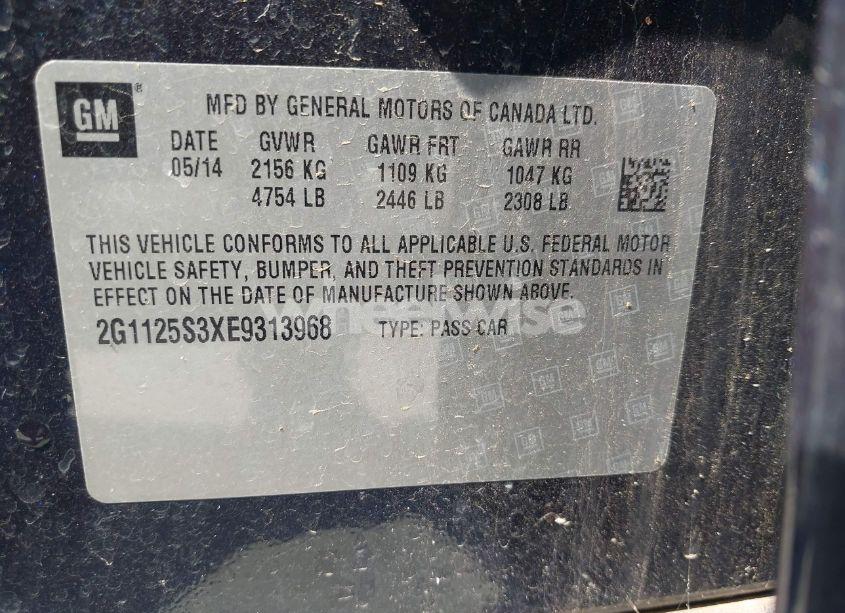 GM ®
MFD BY GENERAL MOTORS OF CANADA LTD.
DATE GVWR GAWR FRT GAWR RR
05/14 2156 KG 1109 KG 1047 KG
4754 LB 2446 LB 2308 LB
THIS VEHICLE CONFORMS TO ALL APPLICABLE U.S. FEDERAL MOTOR
VEHICLE SAFETY, BUMPER, AND THEFT PREVENTION STANDARDS IN
EFFECT ON THE DATE OF MANUFACTURE SHOWN ABOVE.
wheelwise
2G1125S3XE9313968 TYPE: PASS CAR